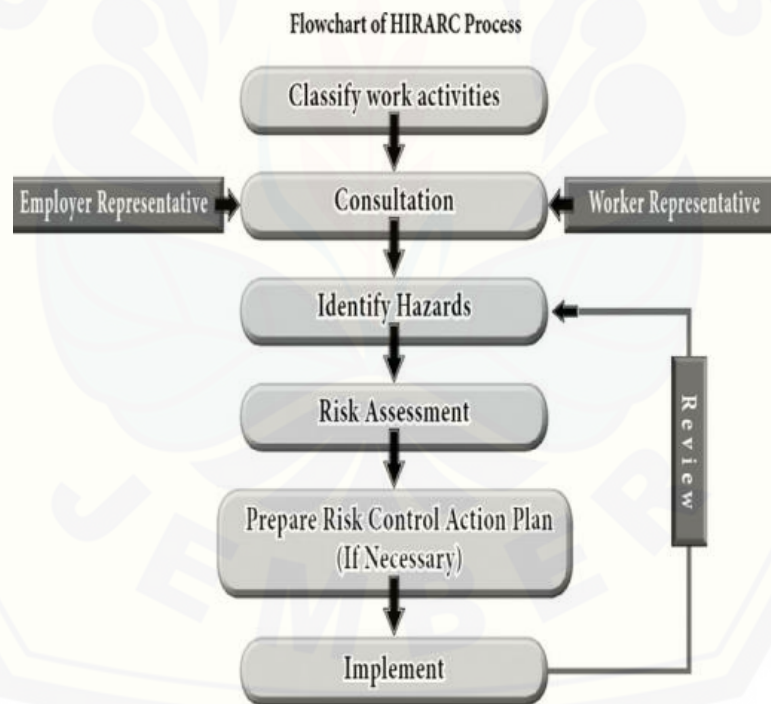 Flowchart of HIRARC Process
Classify work activities
Employer Representative
Consultation
Worker Representative
Identify Hazards
Risk Assessment
Review
Prepare Risk Control Action Plan
(If Necessary)
Implement
JEMBER